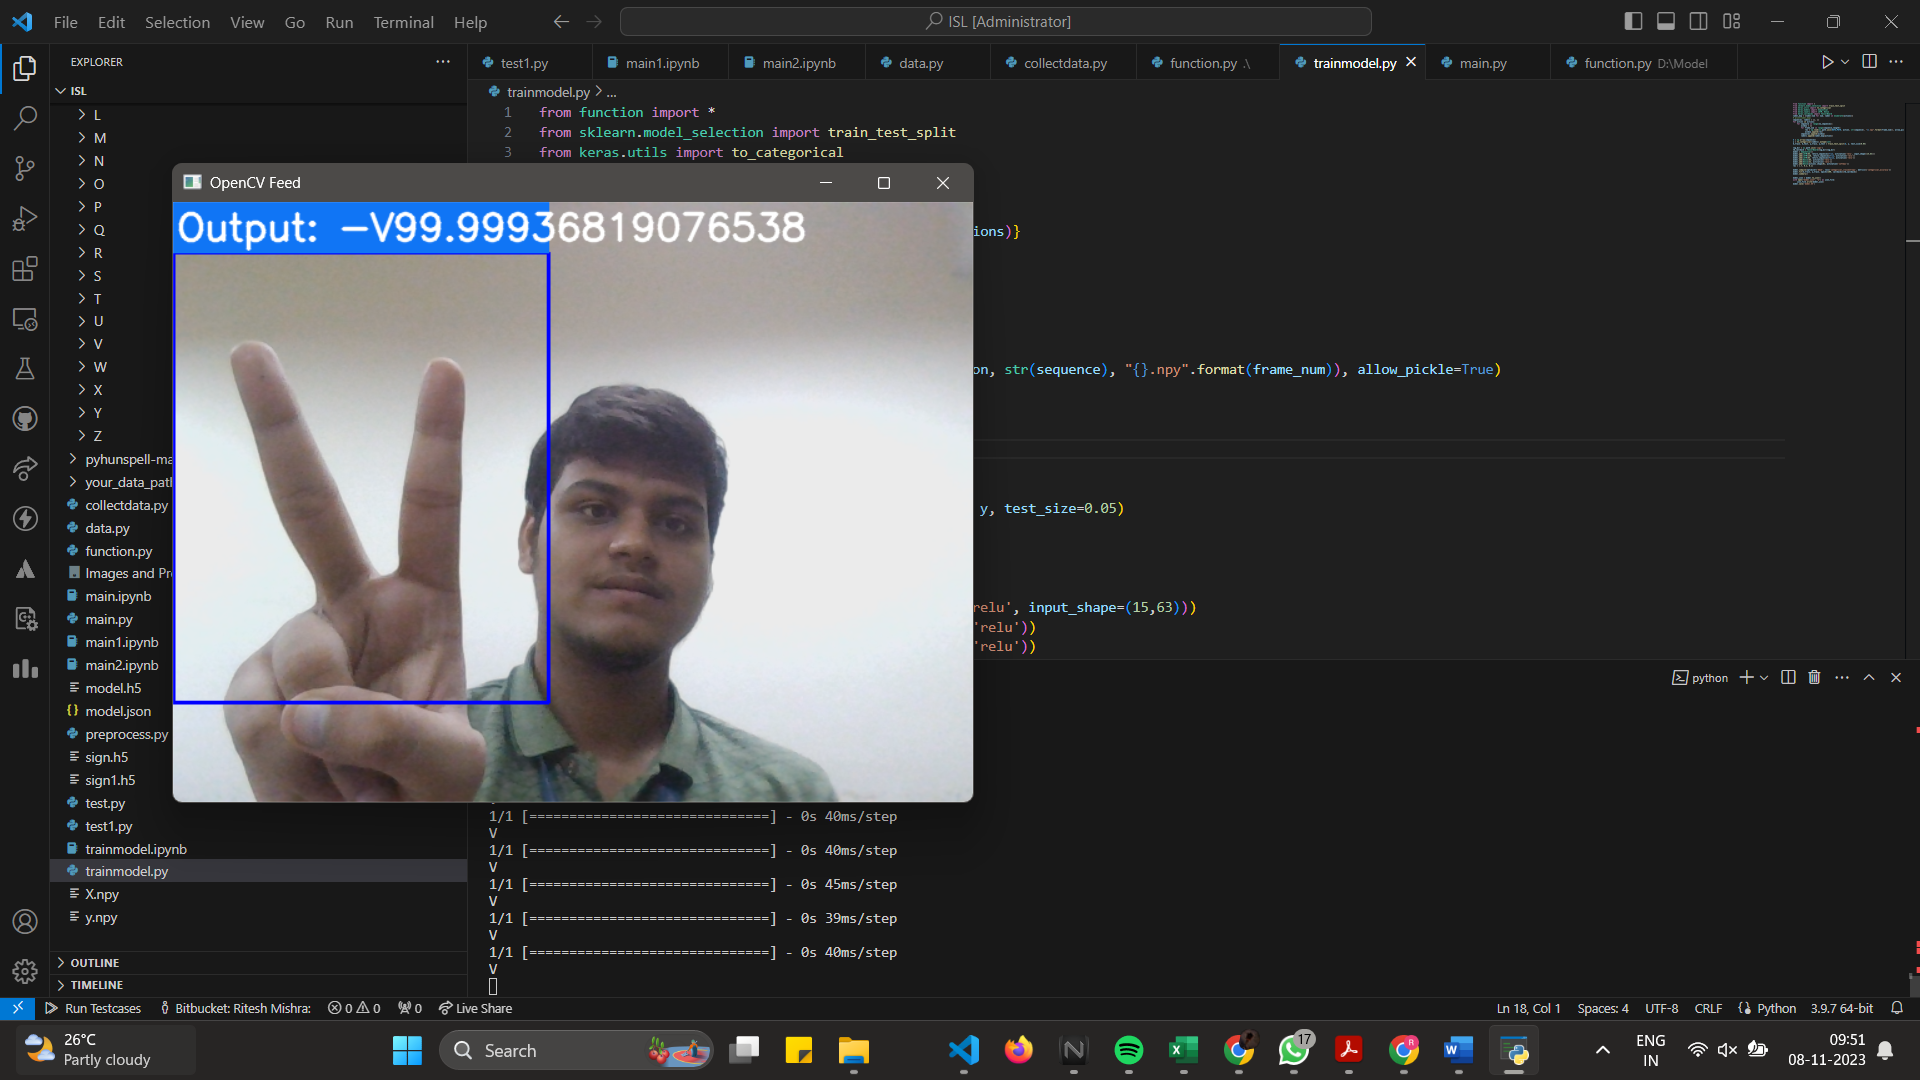 File Edit Selection View Go Run Terminal Help
ISL [Administrator]
EXPLORER
test1.py main1.ipynb main2.ipynb data.py collectdata.py function.py .\ trainmodel.py main.py function.py D:\Model
ISL
trainmodel.py > ...
L
M
N
O
P
Q
R
S
T
U
V
W
X
Y
Z
pyhunspell-ma
your_data_path
collectdata.py
data.py
function.py
Images and Pr
main.ipynb
main.py
main1.ipynb
main2.ipynb
model.h5
model.json
preprocess.py
sign.h5
sign1.h5
test.py
test1.py
trainmodel.ipynb
trainmodel.py
X.npy
y.npy
OUTLINE
TIMELINE
1 from function import *
2 from sklearn.model_selection import train_test_split
3 from keras.utils import to_categorical
OpenCV Feed
Output: -V99.99936819076538
ions)}
on, str(sequence), "{}.npy".format(frame_num)), allow_pickle=True)
y, test_size=0.05)
relu', input_shape=(15,63)))
'relu'))
'relu'))
python
1/1 [==============================] - 0s 40ms/step
V
1/1 [==============================] - 0s 40ms/step
V
1/1 [==============================] - 0s 45ms/step
V
1/1 [==============================] - 0s 39ms/step
V
1/1 [==============================] - 0s 40ms/step
V
Run Testcases Bitbucket: Ritesh Mishra: 0 0 0 Live Share
Ln 18, Col 1 Spaces: 4 UTF-8 CRLF Python 3.9.7 64-bit
26°C
Partly cloudy
Search
17
ENG
IN
09:51
08-11-2023